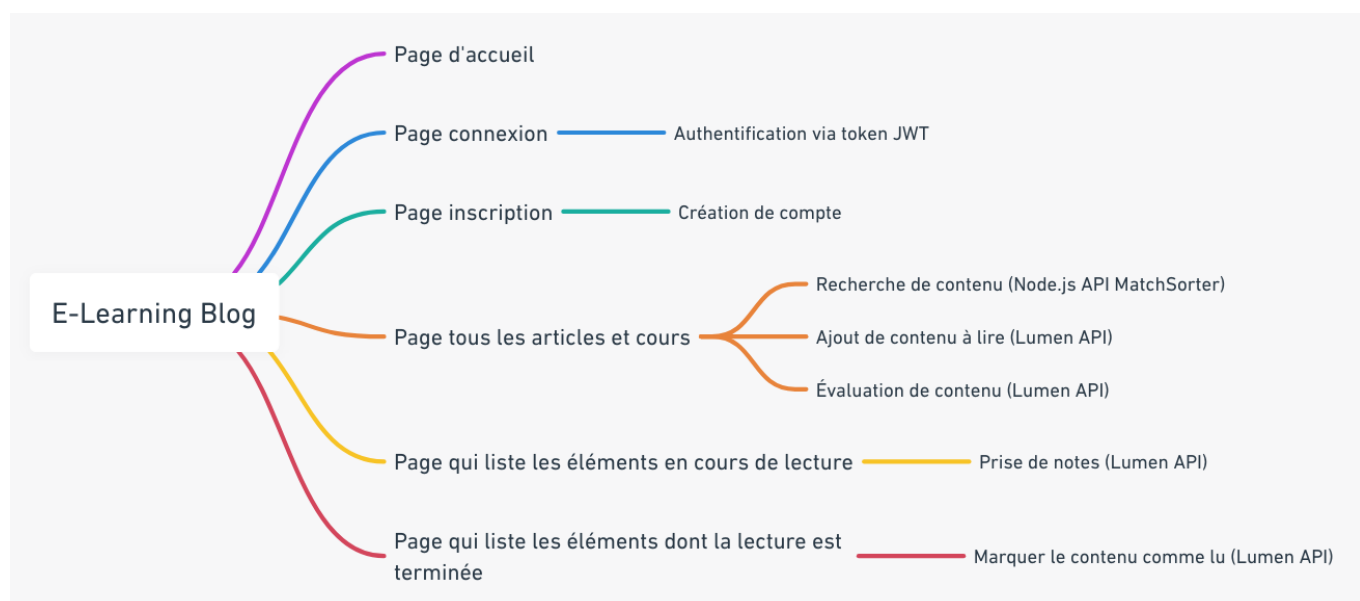 Page d'accueil
Page connexion
Authentification via token JWT
Page inscription
Création de compte
E-Learning Blog
Page tous les articles et cours
Recherche de contenu (Node.js API MatchSorter)
Ajout de contenu à lire (Lumen API)
Évaluation de contenu (Lumen API)
Page qui liste les éléments en cours de lecture
Prise de notes (Lumen API)
Page qui liste les éléments dont la lecture est
terminée
Marquer le contenu comme lu (Lumen API)